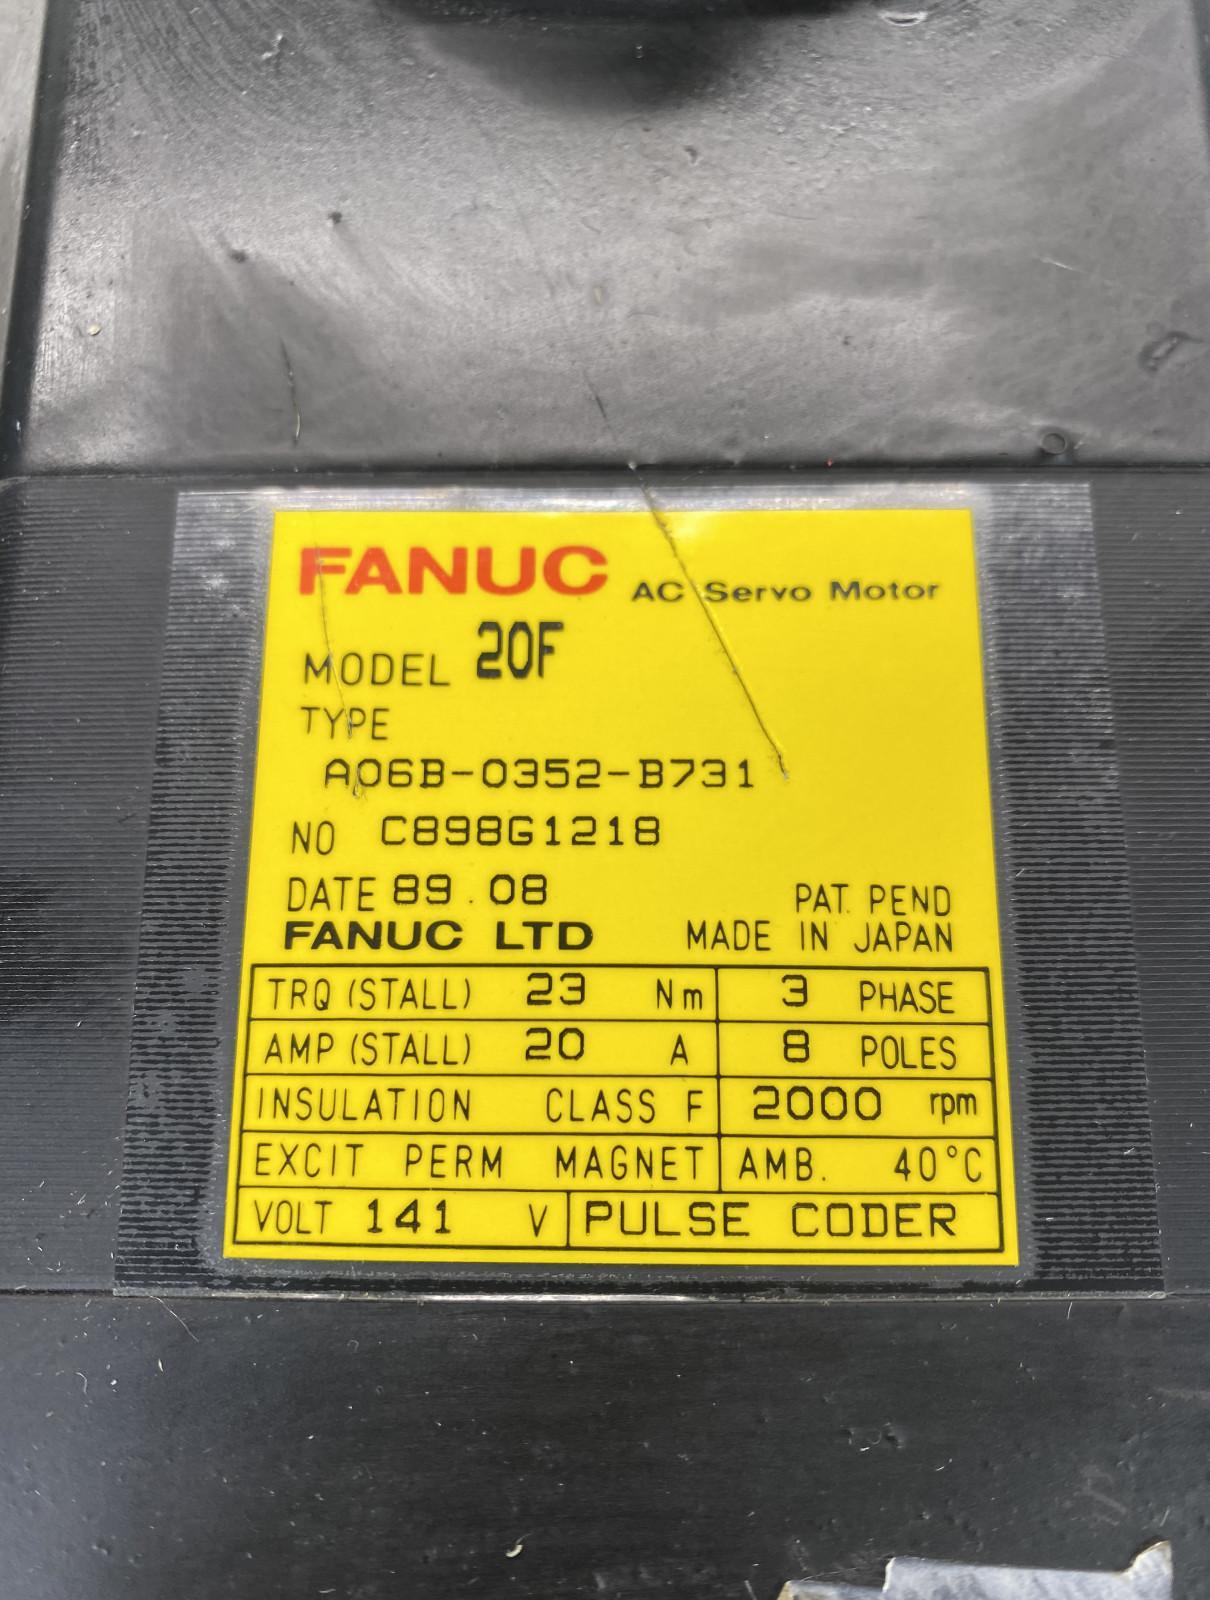 FANUC AC Servo Motor
MODEL 20F
TYPE
A06B-0352-B731
NO C898G1218
DATE 89.08 PAT. PEND
FANUC LTD MADE IN JAPAN
TRQ (STALL) 23 Nm 3 PHASE
AMP (STALL) 20 A 8 POLES
INSULATION CLASS F 2000 rpm
EXCIT PERM MAGNET AMB. 40°C
VOLT 141 V PULSE CODER